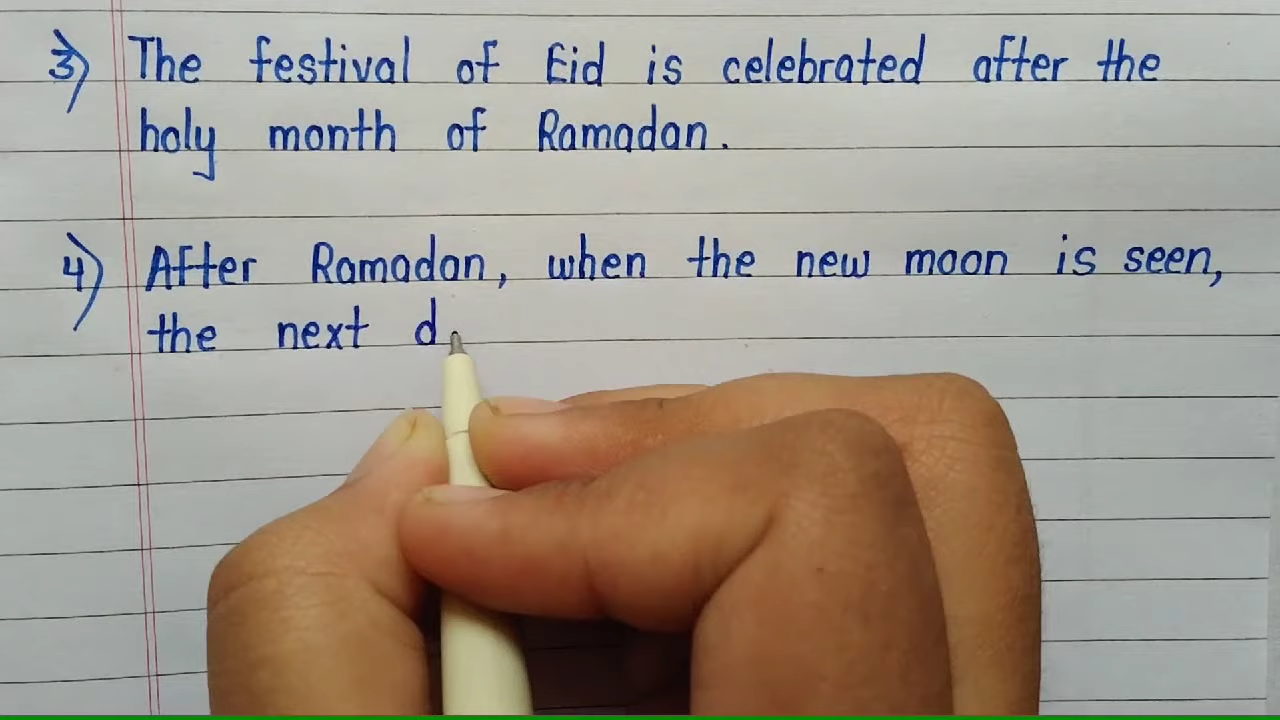 3) The festival of Eid is celebrated after the
holy month of Ramadan.
4) After Ramadan, when the new moon is seen,
the next d